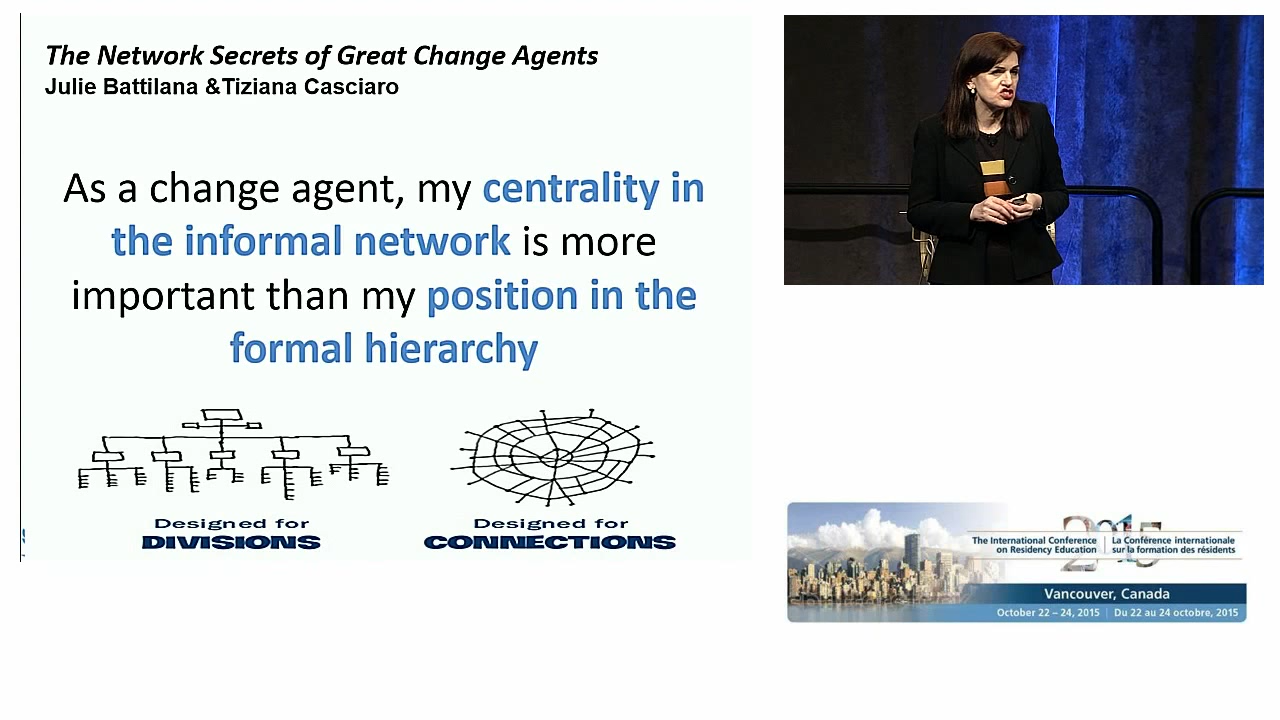 The Network Secrets of Great Change Agents
Julie Battilana &Tiziana Casciaro
As a change agent, my centrality in
the informal network is more
important than my position in the
formal hierarchy
Designed for
DIVISIONS
Designed for
CONNECTIONS
2015
The International Conference
on Residency Education
La Conférence internationale
sur la formation des résidents
Vancouver, Canada
October 22 – 24, 2015 | Du 22 au 24 octobre, 2015